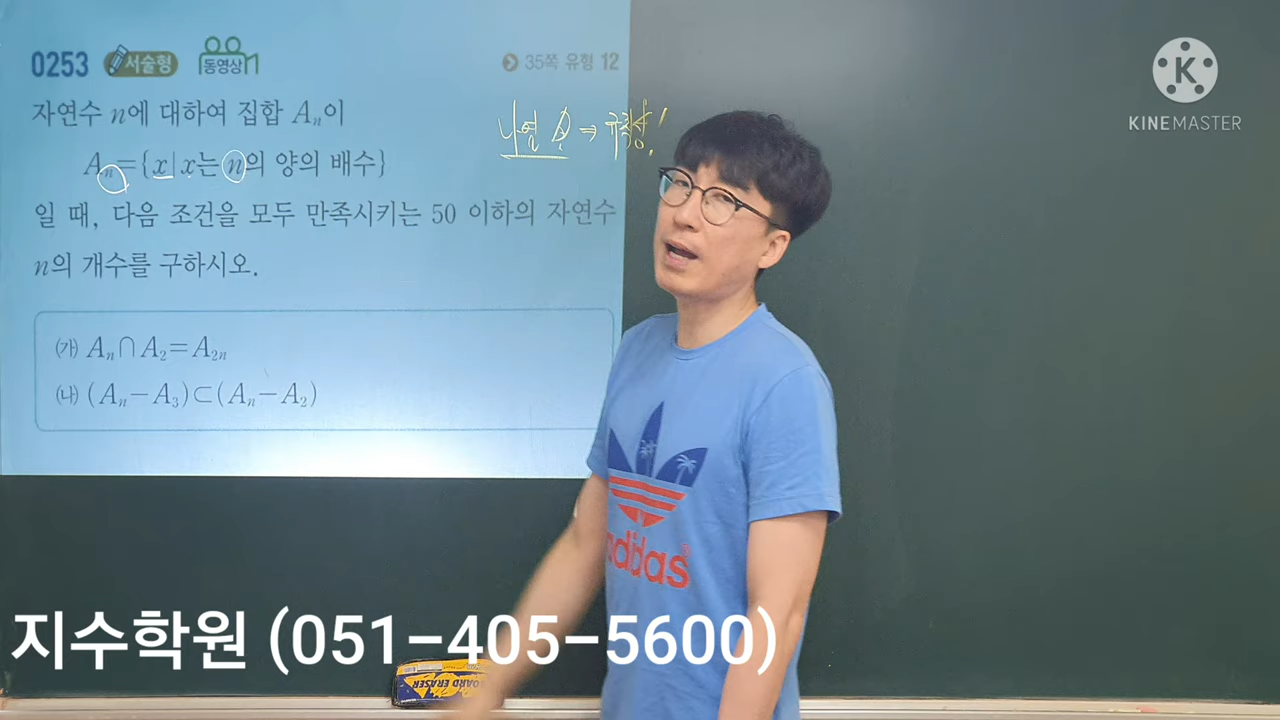 0253 서술형 동영상 35쪽 유형 12
자연수 n에 대하여 집합 Aₙ이
Aₙ={x|x는 n의 양의 배수}
일 때, 다음 조건을 모두 만족시키는 50 이하의 자연수
n의 개수를 구하시오.
㈎ Aₙ∩A₂=A₂ₙ
㈏ (Aₙ-A₃)⊂(Aₙ-A₂)
나열 ⇒ 규칙성!
KINEMASTER
adidas
지수학원 (051-405-5600)
BOARD ERASER